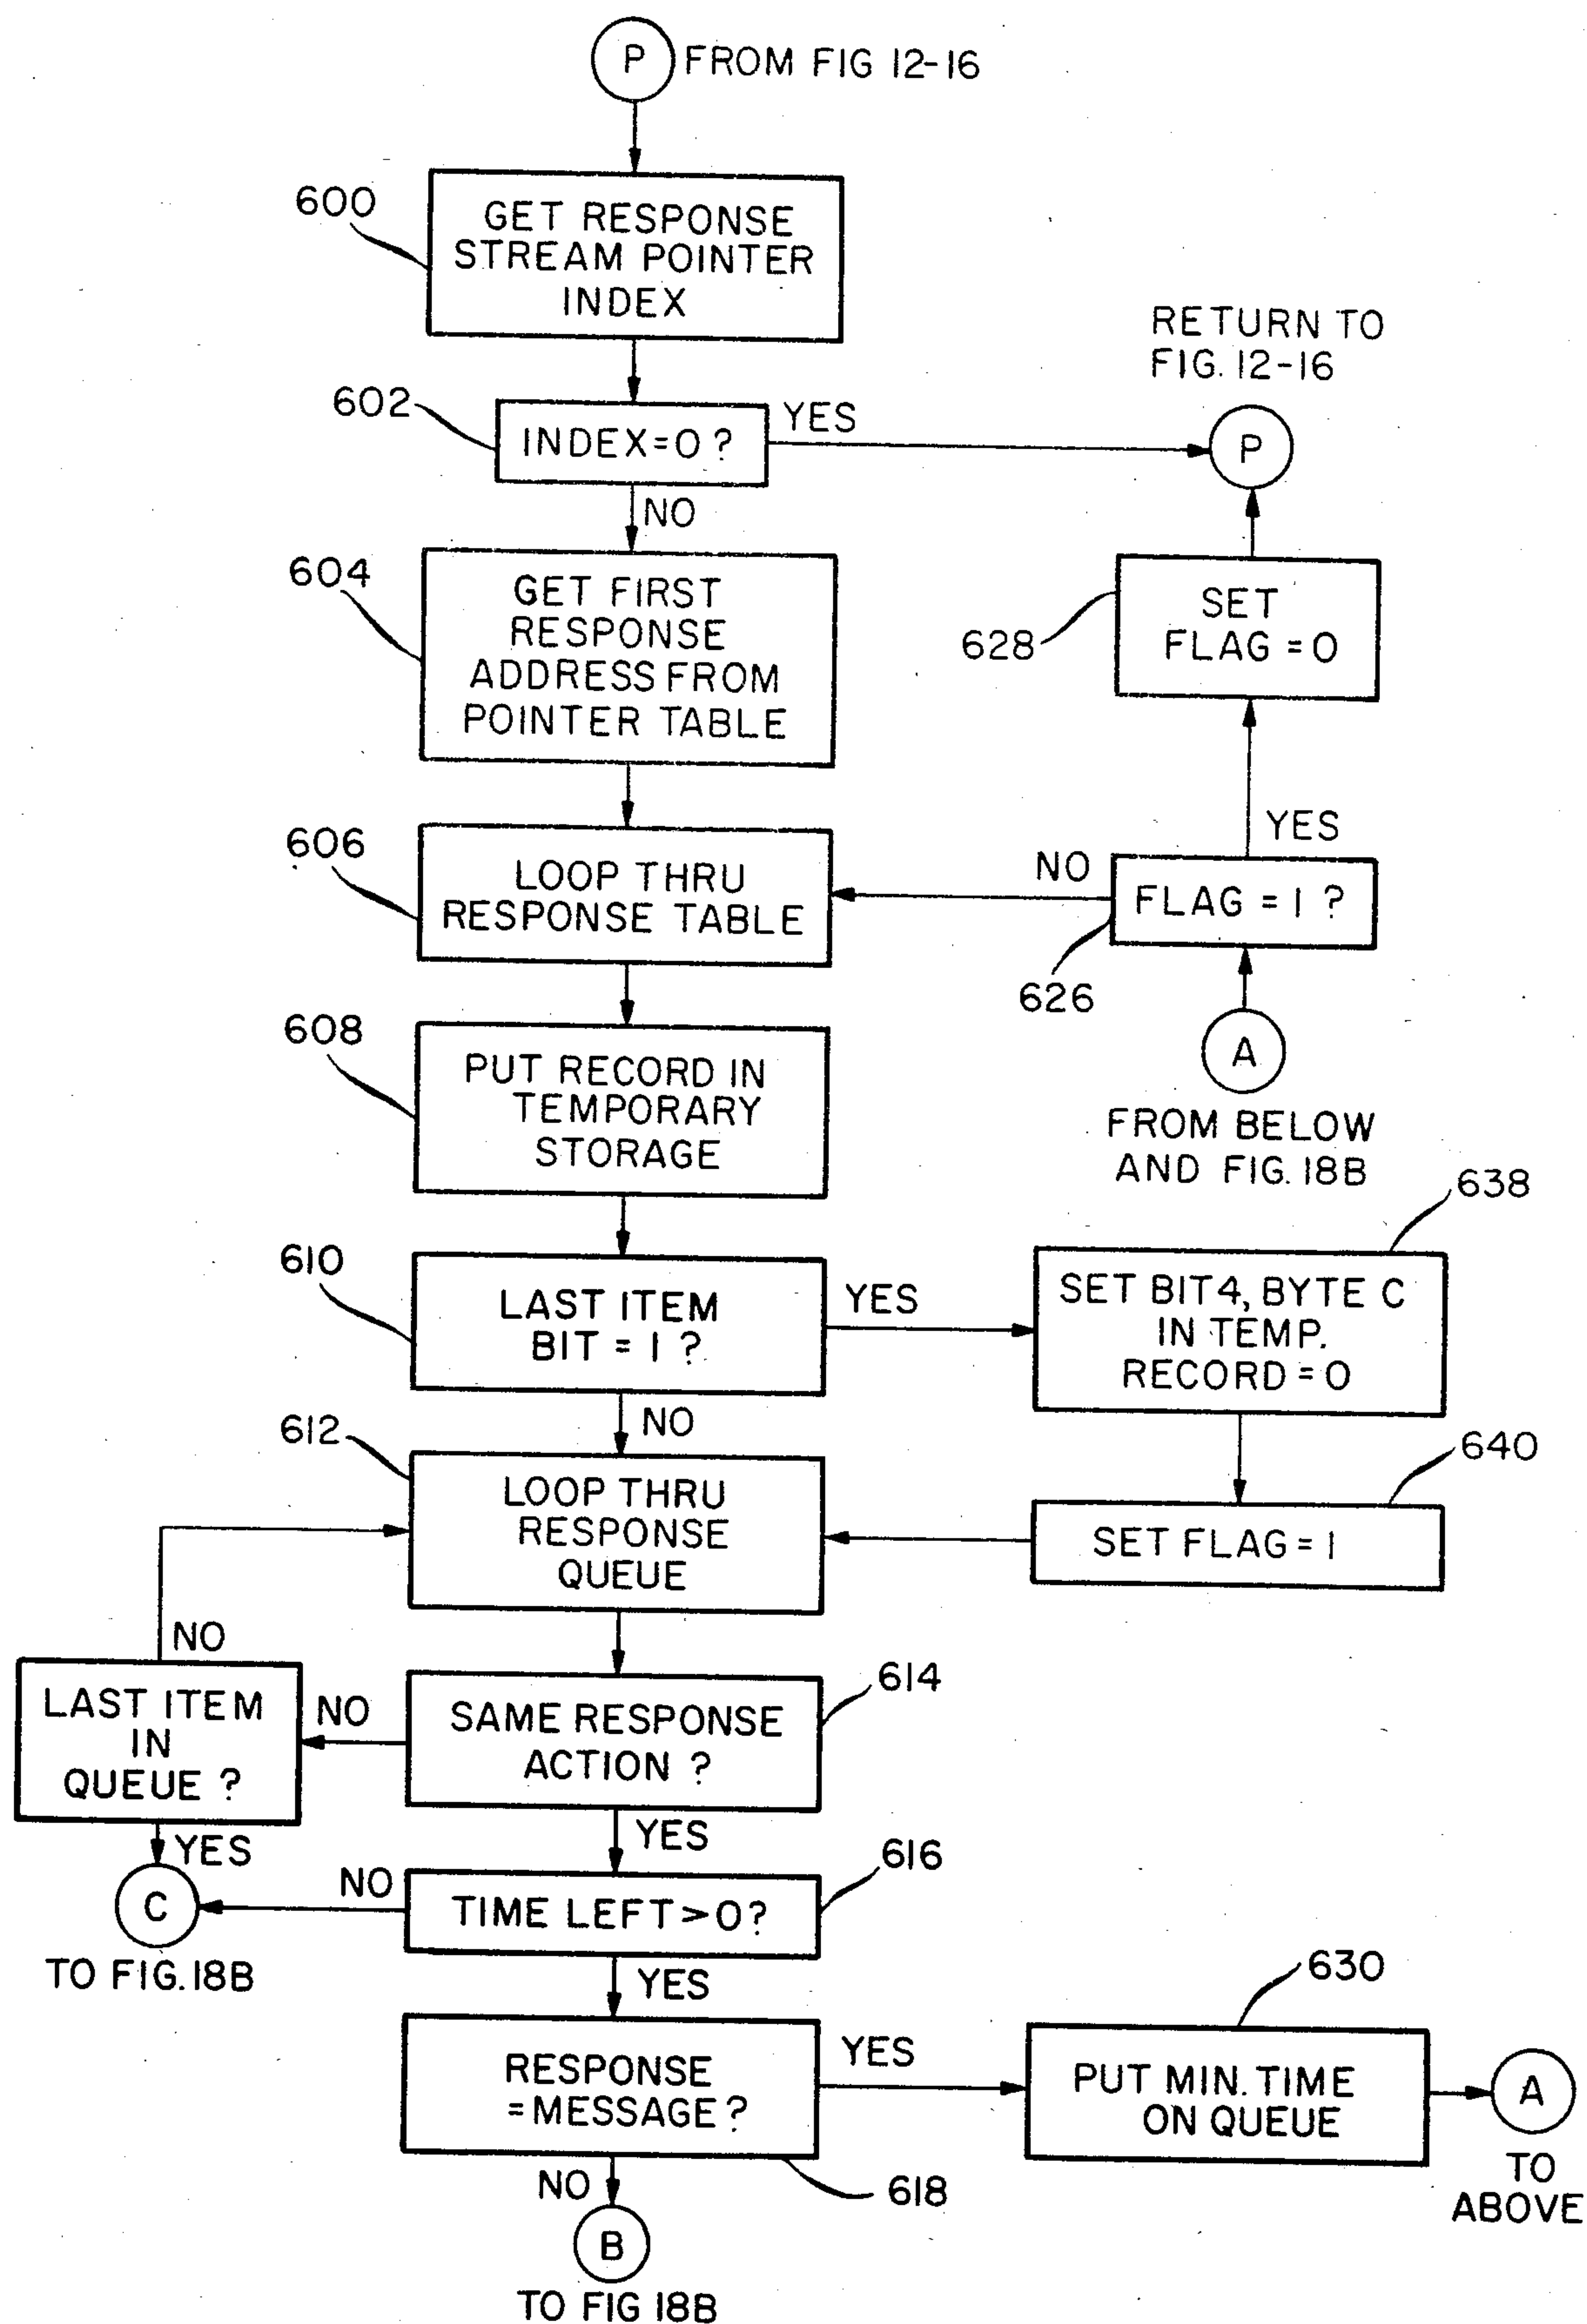 P FROM FIG 12-16
600
GET RESPONSE
STREAM POINTER
INDEX
RETURN TO
FIG. 12-16
602
INDEX=0 ?
YES
P
NO
604
GET FIRST
RESPONSE
ADDRESS FROM
POINTER TABLE
SET
FLAG = 0
628
YES
606
LOOP THRU
RESPONSE TABLE
NO
FLAG = 1 ?
626
608
PUT RECORD IN
TEMPORARY
STORAGE
A
FROM BELOW
AND FIG. 18B
638
610
LAST ITEM
BIT = 1 ?
YES
SET BIT 4, BYTE C
IN TEMP.
RECORD = 0
NO
612
LOOP THRU
RESPONSE
QUEUE
640
SET FLAG = 1
NO
LAST ITEM
IN
QUEUE ?
NO
SAME RESPONSE
ACTION ?
614
YES
YES
C
TO FIG. 18B
NO
TIME LEFT > 0?
616
YES
RESPONSE
=MESSAGE?
618
YES
630
PUT MIN. TIME
ON QUEUE
A
TO
ABOVE
NO
B
TO FIG 18B